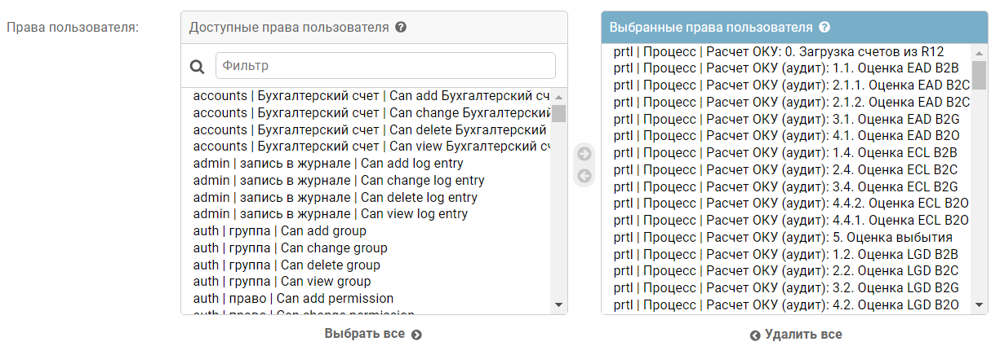 Права пользователя:
Доступные права пользователя
Фильтр
accounts | Бухгалтерский счет | Can add Бухгалтерский сч
accounts | Бухгалтерский счет | Can change Бухгалтерский
accounts | Бухгалтерский счет | Can delete Бухгалтерский
accounts | Бухгалтерский счет | Can view Бухгалтерский сч
admin | запись в журнале | Can add log entry
admin | запись в журнале | Can change log entry
admin | запись в журнале | Can delete log entry
admin | запись в журнале | Can view log entry
auth | группа | Can add group
auth | группа | Can change group
auth | группа | Can delete group
auth | группа | Can view group
auth | право | Can add permission
auth | право | Can change permission
Выбрать все
Выбранные права пользователя
prtl | Процесс | Расчет ОКУ: 0. Загрузка счетов из R12
prtl | Процесс | Расчет ОКУ (аудит): 1.1. Оценка EAD B2B
prtl | Процесс | Расчет ОКУ (аудит): 2.1.1. Оценка EAD B2C
prtl | Процесс | Расчет ОКУ (аудит): 2.1.2. Оценка EAD B2C
prtl | Процесс | Расчет ОКУ (аудит): 3.1. Оценка EAD B2G
prtl | Процесс | Расчет ОКУ (аудит): 4.1. Оценка EAD B2O
prtl | Процесс | Расчет ОКУ (аудит): 1.4. Оценка ECL B2B
prtl | Процесс | Расчет ОКУ (аудит): 2.4. Оценка ECL B2C
prtl | Процесс | Расчет ОКУ (аудит): 3.4. Оценка ECL B2G
prtl | Процесс | Расчет ОКУ (аудит): 4.4.2. Оценка ECL B2O
prtl | Процесс | Расчет ОКУ (аудит): 4.4.1. Оценка ECL B2O
prtl | Процесс | Расчет ОКУ (аудит): 5. Оценка выбытия
prtl | Процесс | Расчет ОКУ (аудит): 1.2. Оценка LGD B2B
prtl | Процесс | Расчет ОКУ (аудит): 2.2. Оценка LGD B2C
prtl | Процесс | Расчет ОКУ (аудит): 3.2. Оценка LGD B2G
prtl | Процесс | Расчет ОКУ (аудит): 4.2. Оценка LGD B2O
Удалить все